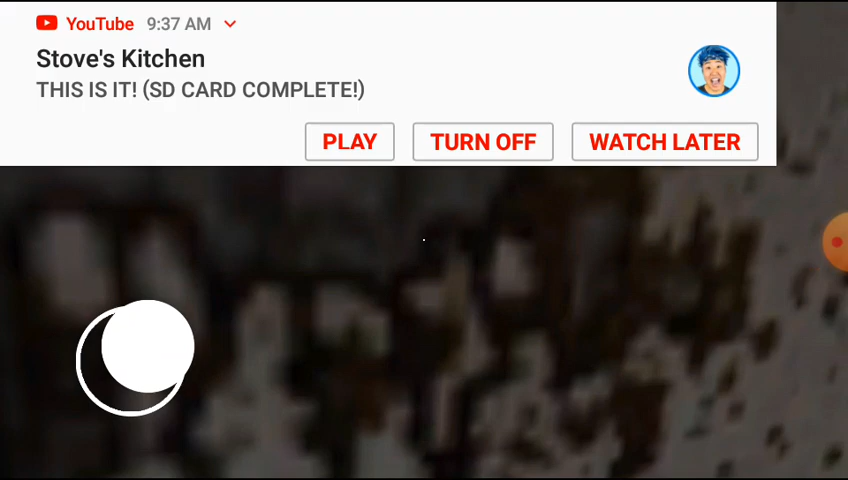 YouTube 9:37 AM
Stove's Kitchen
THIS IS IT! (SD CARD COMPLETE!)
PLAY TURN OFF WATCH LATER